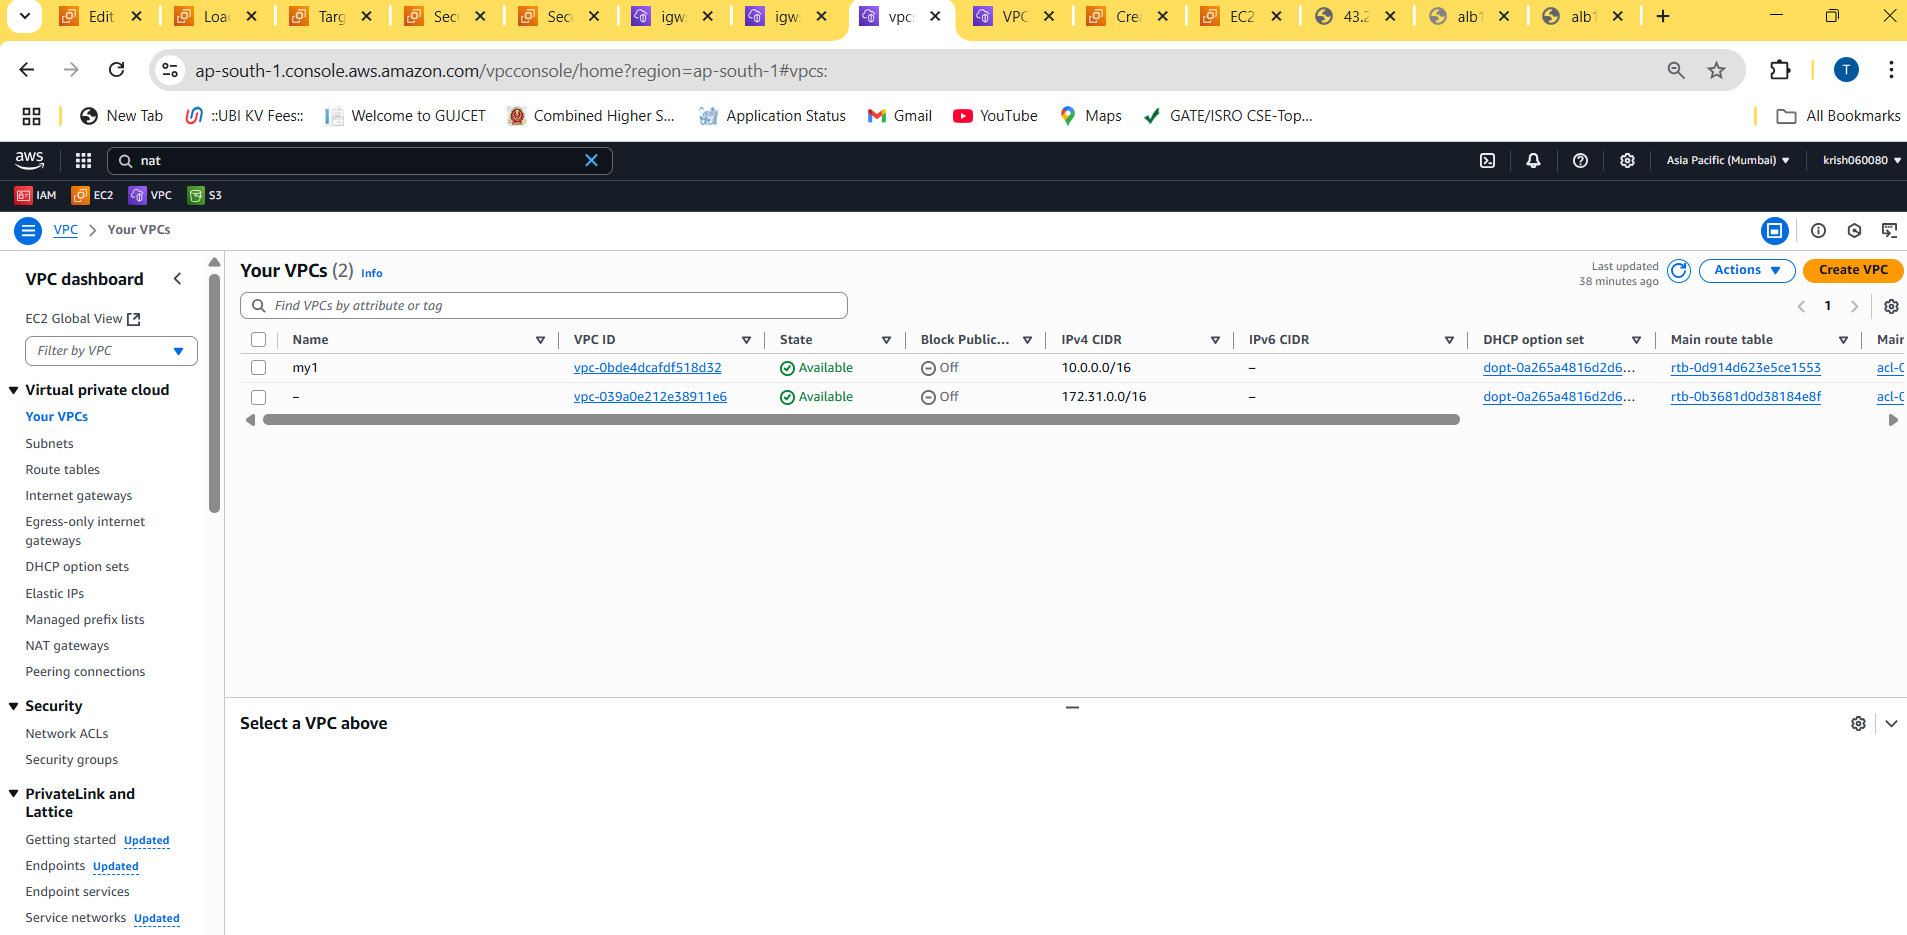 Edit
Loa
Targ
Secu
Secu
igw
igw
vpc
VPC
Crea
EC2
43.2
alb1
alb1
ap-south-1.console.aws.amazon.com/vpcconsole/home?region=ap-south-1#vpcs:
T
New Tab
::UBI KV Fees::
Welcome to GUJCET
Combined Higher S...
Application Status
Gmail
YouTube
Maps
GATE/ISRO CSE-Top...
All Bookmarks
aws
nat
Asia Pacific (Mumbai)
krish060080
IAM
EC2
VPC
S3
VPC
Your VPCs
VPC dashboard
EC2 Global View
Filter by VPC
Virtual private cloud
Your VPCs
Subnets
Route tables
Internet gateways
Egress-only internet
gateways
DHCP option sets
Elastic IPs
Managed prefix lists
NAT gateways
Peering connections
Security
Network ACLs
Security groups
PrivateLink and
Lattice
Getting started Updated
Endpoints Updated
Endpoint services
Service networks Updated
Your VPCs (2) Info
Last updated
38 minutes ago
Actions
Create VPC
Find VPCs by attribute or tag
1
Name VPC ID State Block Public... IPv4 CIDR IPv6 CIDR DHCP option set Main route table Main
my1 vpc-0bde4dcafdf518d32 Available Off 10.0.0.0/16 – dopt-0a265a4816d2d6... rtb-0d914d623e5ce1553 acl-0
– vpc-039a0e212e38911e6 Available Off 172.31.0.0/16 – dopt-0a265a4816d2d6... rtb-0b3681d0d38184e8f acl-0
Select a VPC above